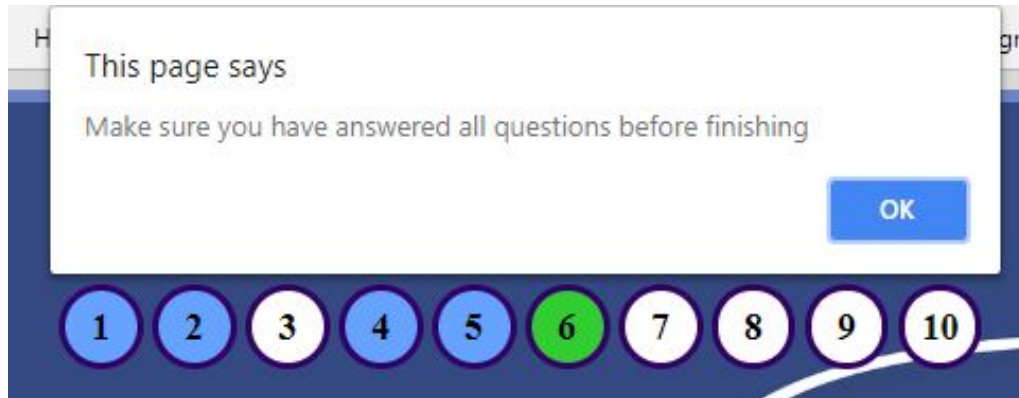 H
gr
This page says
Make sure you have answered all questions before finishing
OK
1 2 3 4 5 6 7 8 9 10